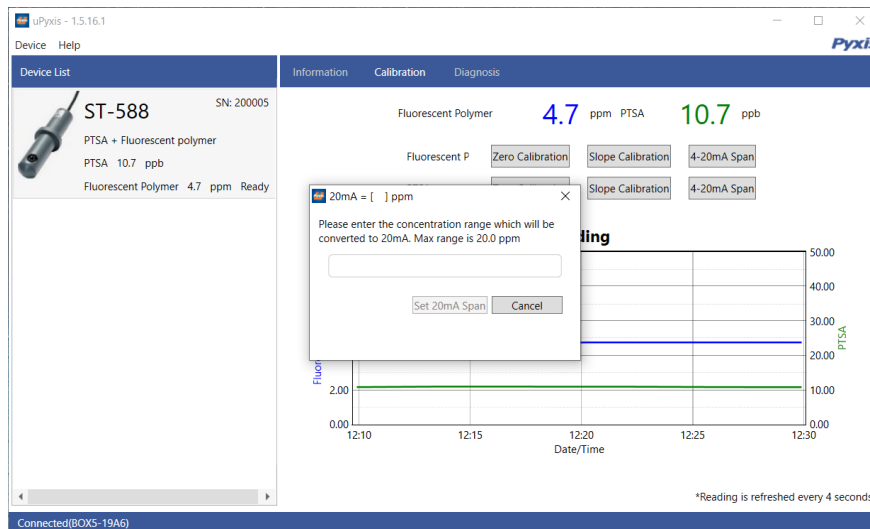 uPyxis - 1.5.16.1
Device Help
Pyxis
Device List
Information Calibration Diagnosis
ST-588 SN: 200005
PTSA + Fluorescent polymer
PTSA 10.7 ppb
Fluorescent Polymer 4.7 ppm Ready
Fluorescent Polymer 4.7 ppm PTSA 10.7 ppb
Fluorescent P Zero Calibration Slope Calibration 4-20mA Span
Slope Calibration 4-20mA Span
20mA = [ ] ppm
Please enter the concentration range which will be
converted to 20mA. Max range is 20.0 ppm
Set 20mA Span Cancel
50.00
40.00
30.00
20.00
10.00
0.00
PTSA
2.00
0.00
12:10 12:15 12:20 12:25 12:30
Date/Time
*Reading is refreshed every 4 seconds
Connected(BOX5-19A6)